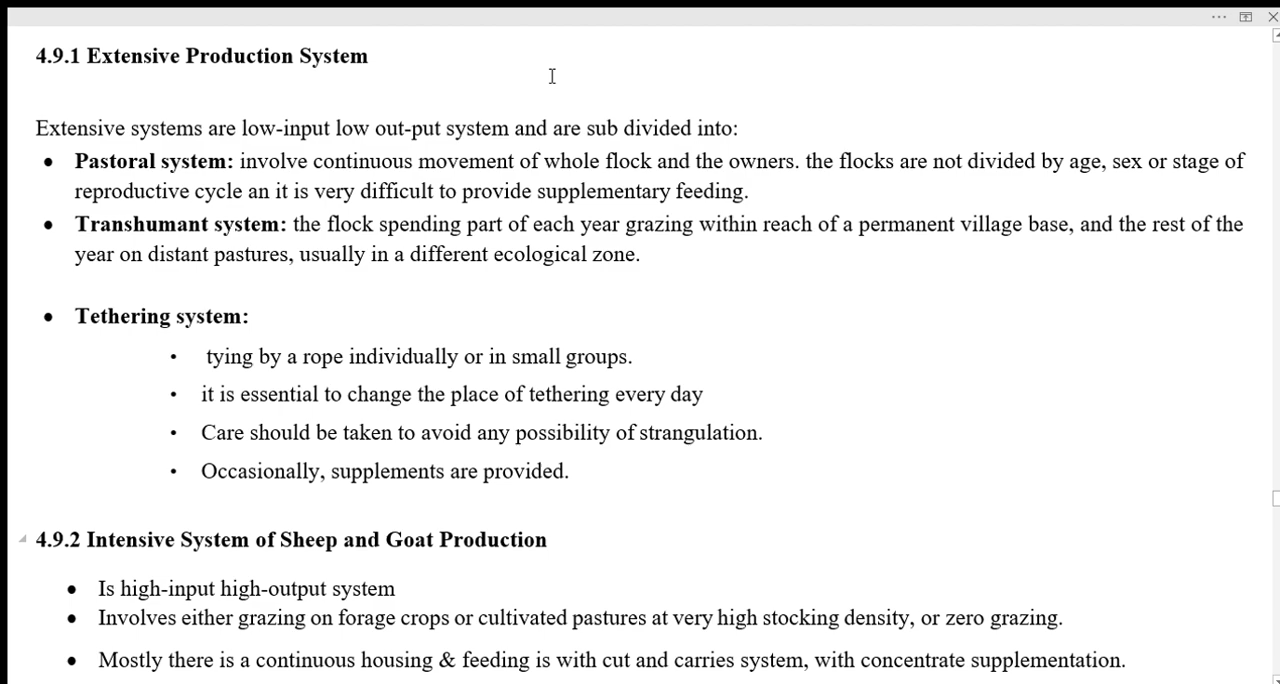 4.9.1 Extensive Production System
Extensive systems are low-input low out-put system and are sub divided into:
● Pastoral system: involve continuous movement of whole flock and the owners. the flocks are not divided by age, sex or stage of
reproductive cycle an it is very difficult to provide supplementary feeding.
● Transhumant system: the flock spending part of each year grazing within reach of a permanent village base, and the rest of the
year on distant pastures, usually in a different ecological zone.
● Tethering system:
• tying by a rope individually or in small groups.
• it is essential to change the place of tethering every day
• Care should be taken to avoid any possibility of strangulation.
• Occasionally, supplements are provided.
4.9.2 Intensive System of Sheep and Goat Production
● Is high-input high-output system
● Involves either grazing on forage crops or cultivated pastures at very high stocking density, or zero grazing.
● Mostly there is a continuous housing & feeding is with cut and carries system, with concentrate supplementation.